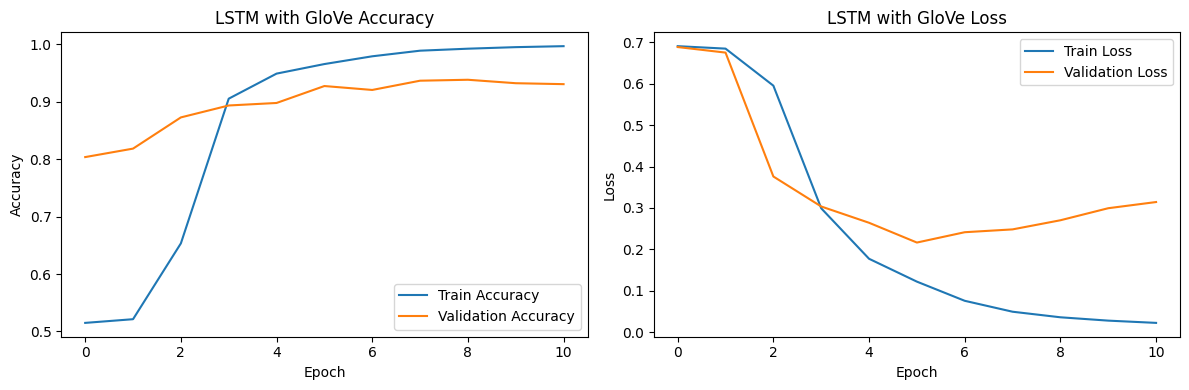 LSTM with GloVe Accuracy
1.0
0.9
0.8
0.7
0.6
0.5
Accuracy
0 2 4 6 8 10
Epoch
Train Accuracy
Validation Accuracy
LSTM with GloVe Loss
0.7
0.6
0.5
0.4
0.3
0.2
0.1
0.0
Loss
0 2 4 6 8 10
Epoch
Train Loss
Validation Loss